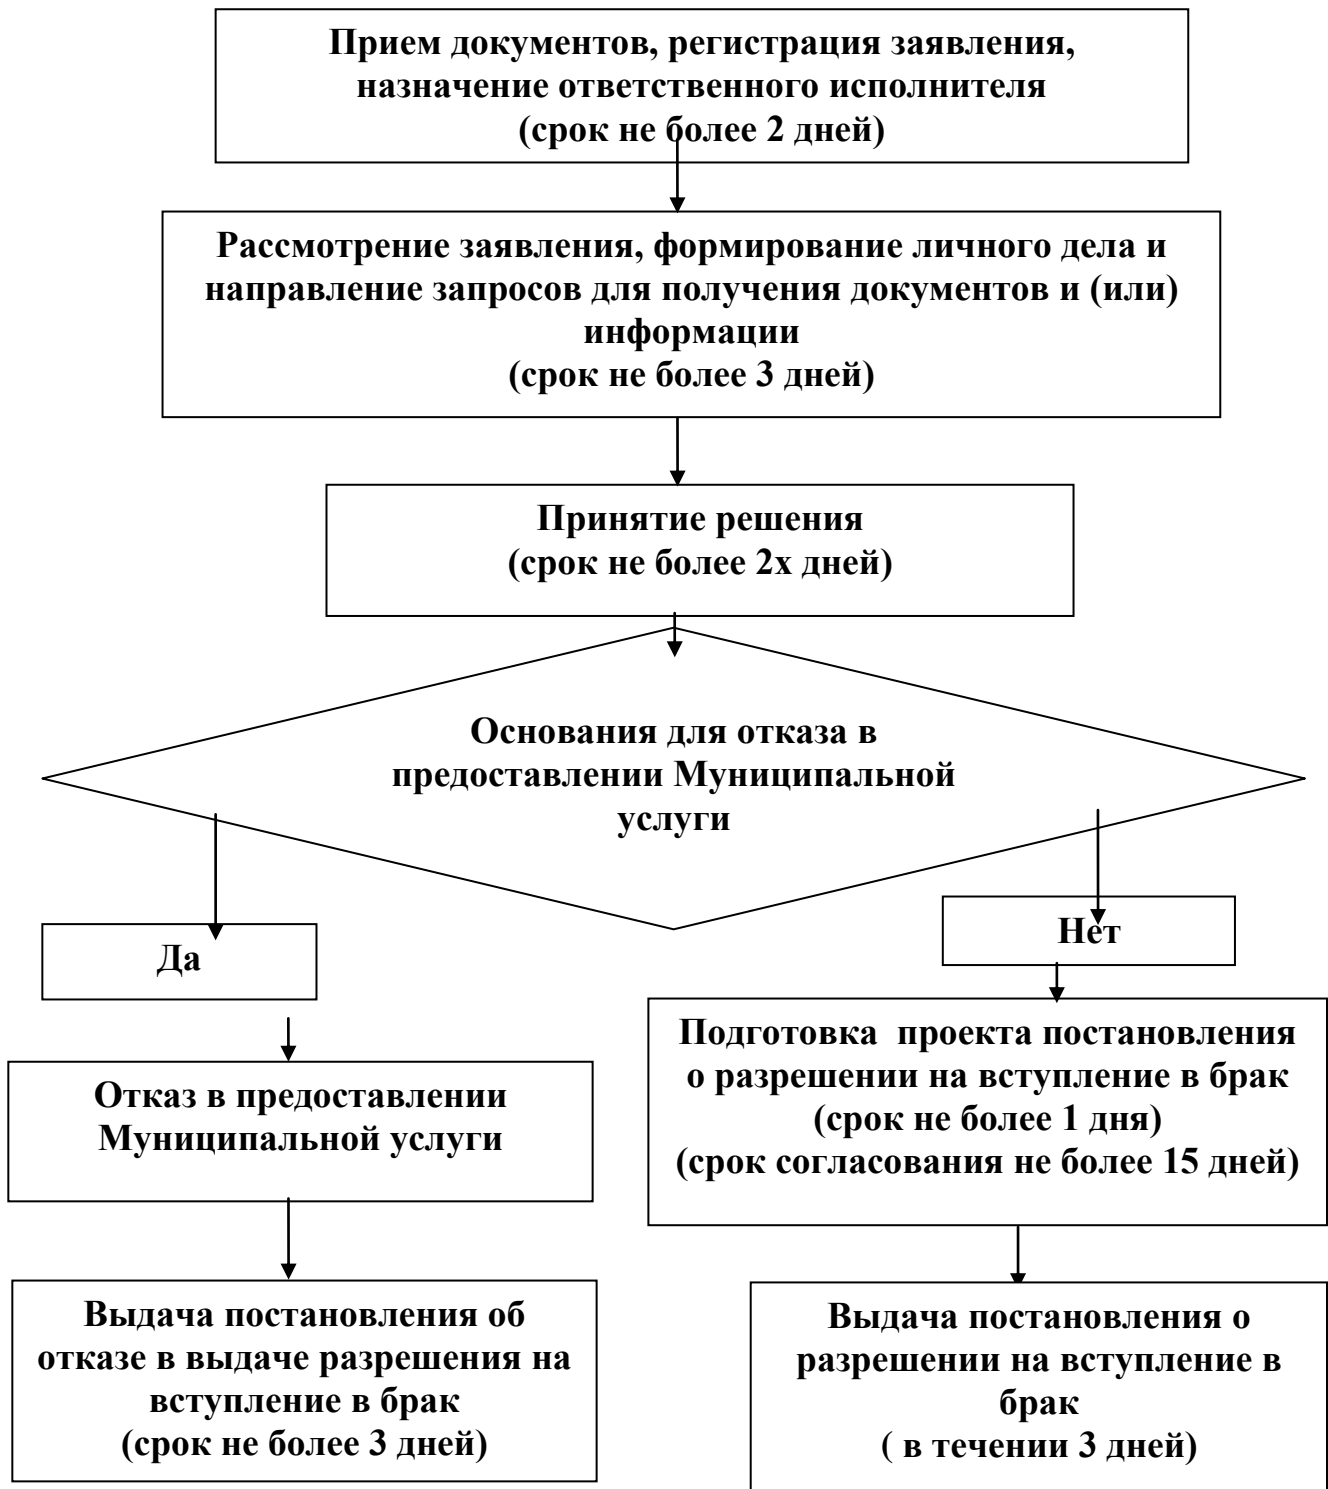 Прием документов, регистрация заявления,
назначение ответственного исполнителя
(срок не более 2 дней)
Рассмотрение заявления, формирование личного дела и
направление запросов для получения документов и (или)
информации
(срок не более 3 дней)
Принятие решения
(срок не более 2х дней)
Основания для отказа в
предоставлении Муниципальной
услуги
Да
Нет
Отказ в предоставлении
Муниципальной услуги
Подготовка  проекта постановления
о разрешении на вступление в брак
(срок не более 1 дня)
(срок согласования не более 15 дней)
Выдача постановления об
отказе в выдаче разрешения на
вступление в брак
(срок не более 3 дней)
Выдача постановления о
разрешении на вступление в
брак
( в течении 3 дней)